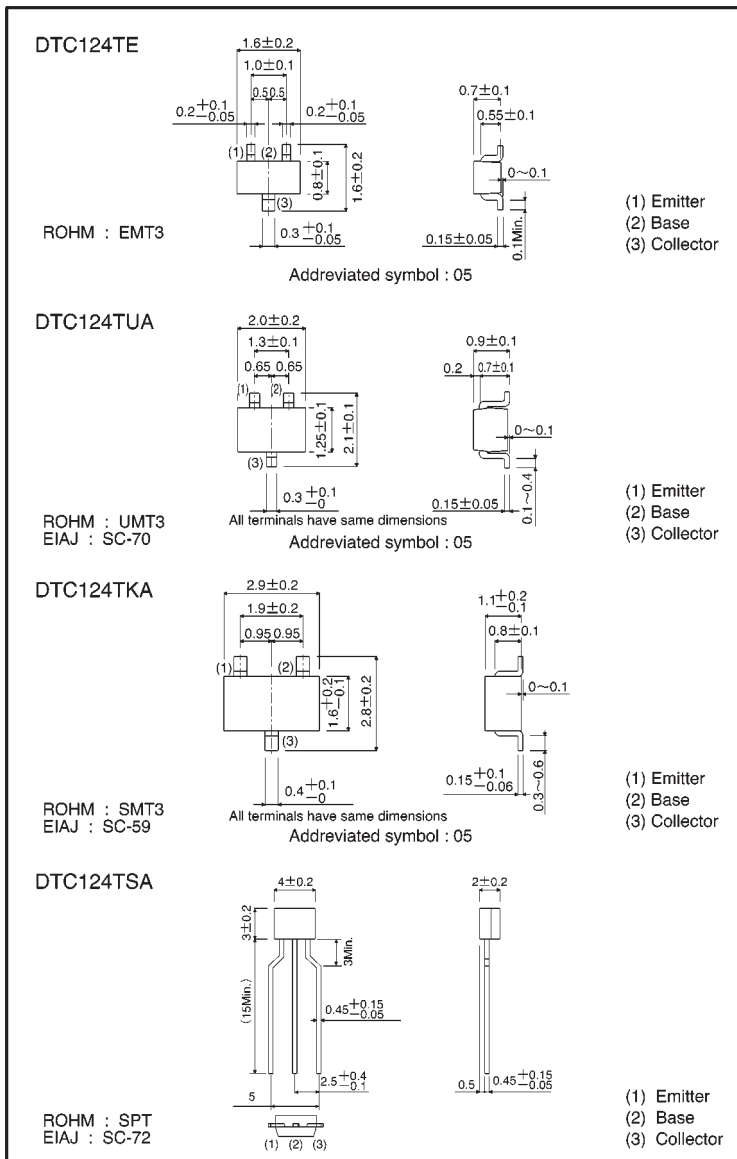 DTC124TE
1.6±0.2
1.0±0.1
0.5 0.5
0.2 +0.1 −0.05
0.2 +0.1 −0.05
(1) (2)
(3)
0.8±0.1
1.6±0.2
0.3 +0.1 −0.05
0.7±0.1
0.55±0.1
0~0.1
0.15±0.05
0.1Min.
ROHM : EMT3
Addreviated symbol : 05
(1) Emitter
(2) Base
(3) Collector
DTC124TUA
2.0±0.2
1.3±0.1
0.65 0.65
(1) (2)
(3)
1.25±0.1
2.1±0.1
0.3 +0.1 −0
All terminals have same dimensions
0.9±0.1
0.2 0.7±0.1
0~0.1
0.15±0.05
0.1~0.4
ROHM : UMT3
EIAJ : SC-70
Addreviated symbol : 05
(1) Emitter
(2) Base
(3) Collector
DTC124TKA
2.9±0.2
1.9±0.2
0.95 0.95
(1) (2)
(3)
1.6 +0.2 −0.1
2.8±0.2
0.4 +0.1 −0
All terminals have same dimensions
1.1 +0.2 −0.1
0.8±0.1
0~0.1
0.15 +0.1 −0.06
0.3~0.6
ROHM : SMT3
EIAJ : SC-59
Addreviated symbol : 05
(1) Emitter
(2) Base
(3) Collector
DTC124TSA
4±0.2
2±0.2
3±0.2
3Min.
(15Min.)
0.45 +0.15 −0.05
2.5 +0.4 −0.1
5
0.5 0.45 +0.15 −0.05
(1) (2) (3)
ROHM : SPT
EIAJ : SC-72
(1) Emitter
(2) Base
(3) Collector